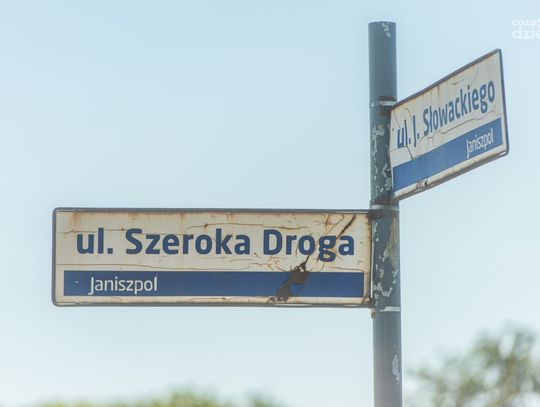 ul. J. Słowackiego
Janiszpol
ul. Szeroka Droga
Janiszpol